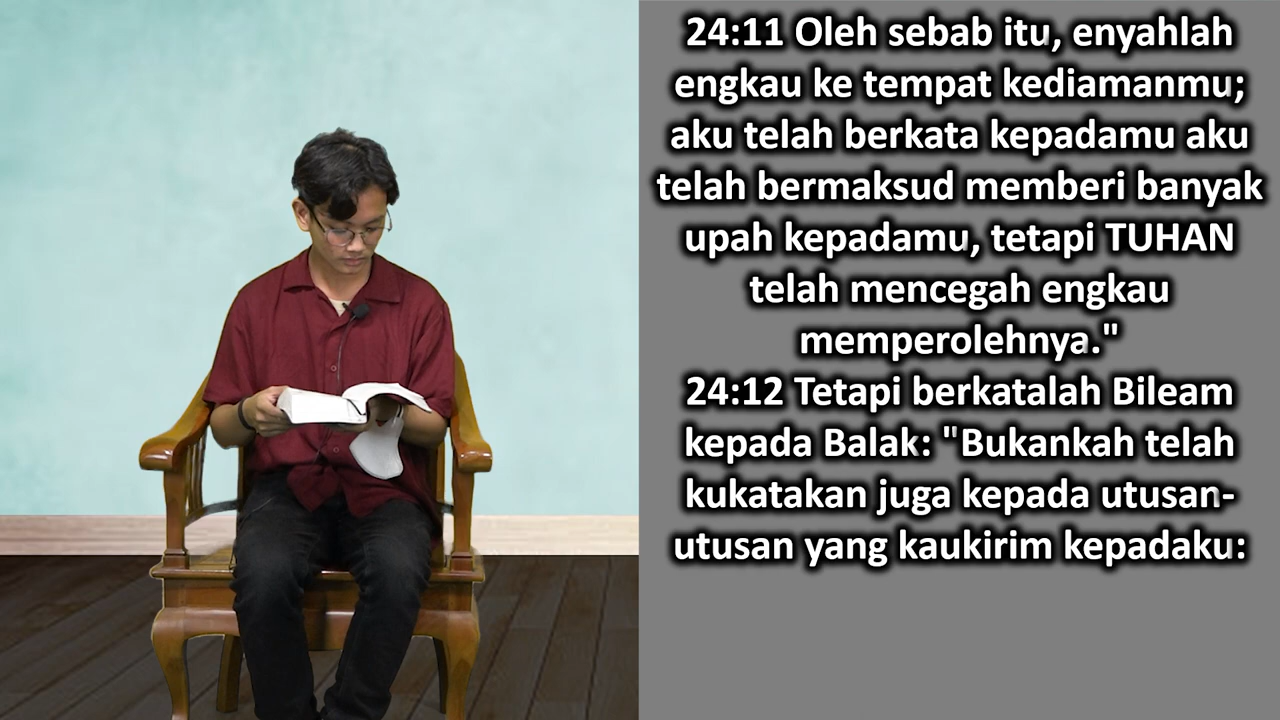 24:11 Oleh sebab itu, enyahlah
engkau ke tempat kediamanmu;
aku telah berkata kepadamu aku
telah bermaksud memberi banyak
upah kepadamu, tetapi TUHAN
telah mencegah engkau
memperolehnya."
24:12 Tetapi berkatalah Bileam
kepada Balak: "Bukankah telah
kukatakan juga kepada utusan-
utusan yang kaukirim kepadaku: